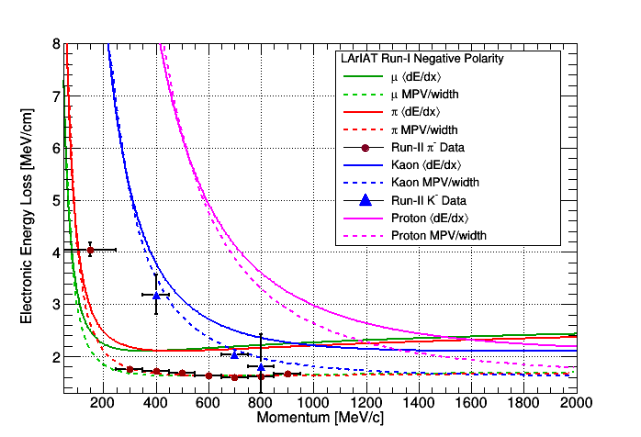 8
7
6
5
4
3
2
Electronic Energy Loss [MeV/cm]
LArIAT Run-I Negative Polarity
μ ⟨dE/dx⟩
μ MPV/width
π ⟨dE/dx⟩
π MPV/width
Run-II π⁻ Data
Kaon ⟨dE/dx⟩
Kaon MPV/width
Run-II K⁻ Data
Proton ⟨dE/dx⟩
Proton MPV/width
200 400 600 800 1000 1200 1400 1600 1800 2000
Momentum [MeV/c]